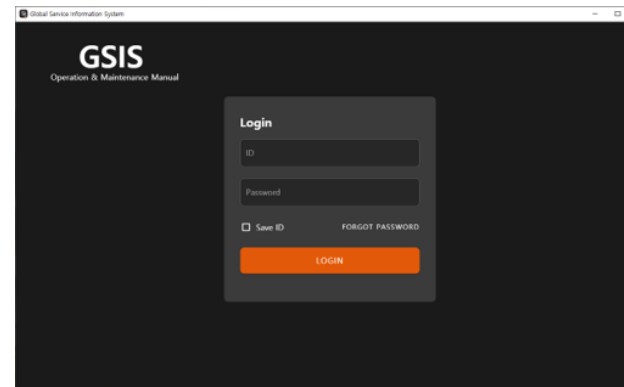 Global Service Information System
GSIS
Operation & Maintenance Manual
Login
ID
Password
Save ID FORGOT PASSWORD
LOGIN